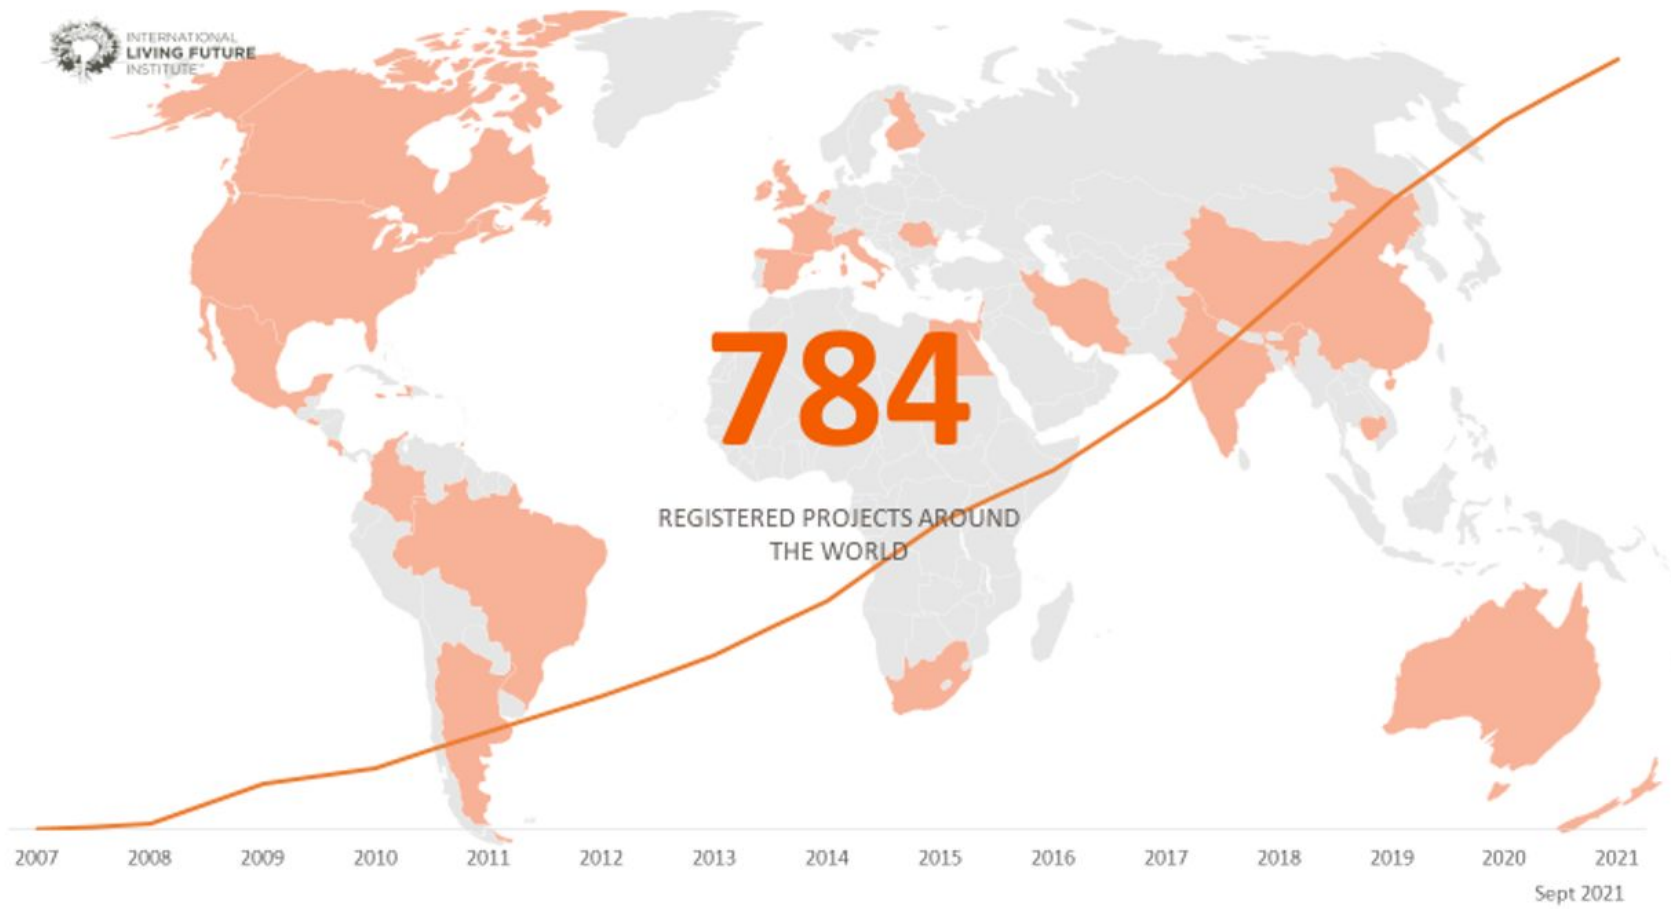 INTERNATIONAL
LIVING FUTURE
INSTITUTE
784
REGISTERED PROJECTS AROUND
THE WORLD
2007 2008 2009 2010 2011 2012 2013 2014 2015 2016 2017 2018 2019 2020 2021
Sept 2021